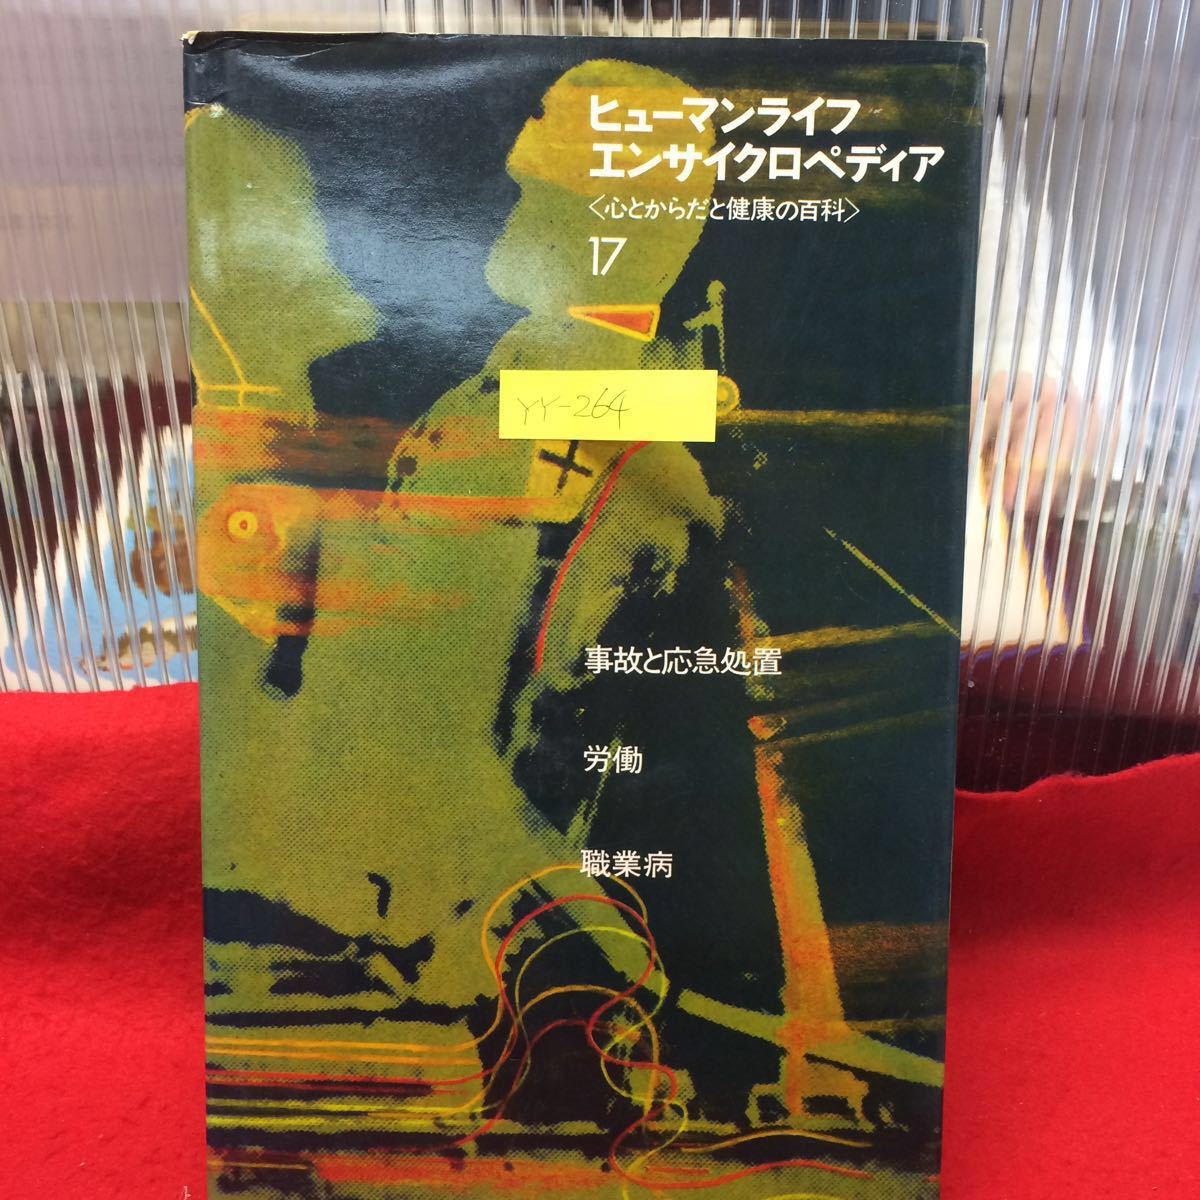 ヒューマンライフ
エンサイクロペディア
〈心とからだと健康の百科〉
17
YY-264
事故と応急処置
労働
職業病